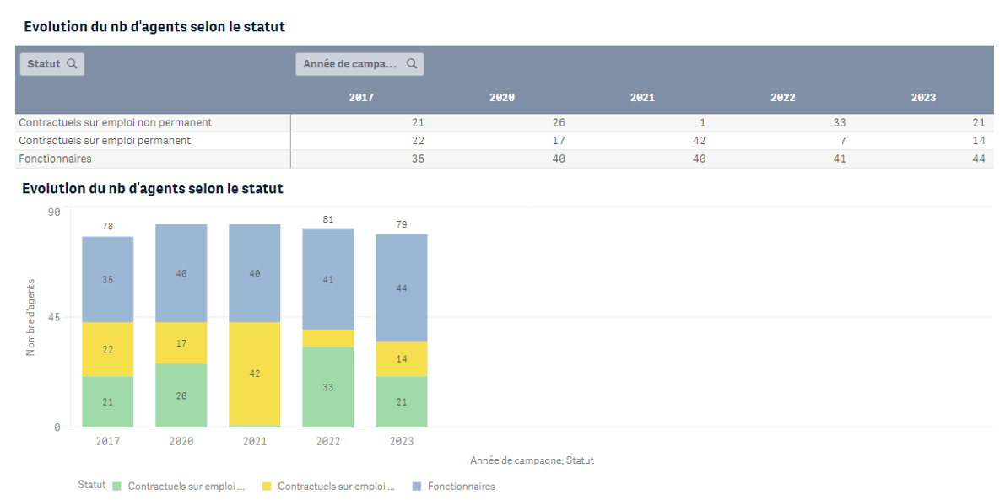 Evolution du nb d'agents selon le statut
Statut Année de campa...
2017 2020 2021 2022 2023
Contractuels sur emploi non permanent 21 26 1 33 21
Contractuels sur emploi permanent 22 17 42 7 14
Fonctionnaires 35 40 40 41 44
Evolution du nb d'agents selon le statut
90
45
0
Nombre d'agents
78 81 79
35 40 40 41 44
22 17 42 14
21 26 33 21
2017 2020 2021 2022 2023
Année de campagne, Statut
Statut Contractuels sur emploi ... Contractuels sur emploi ... Fonctionnaires